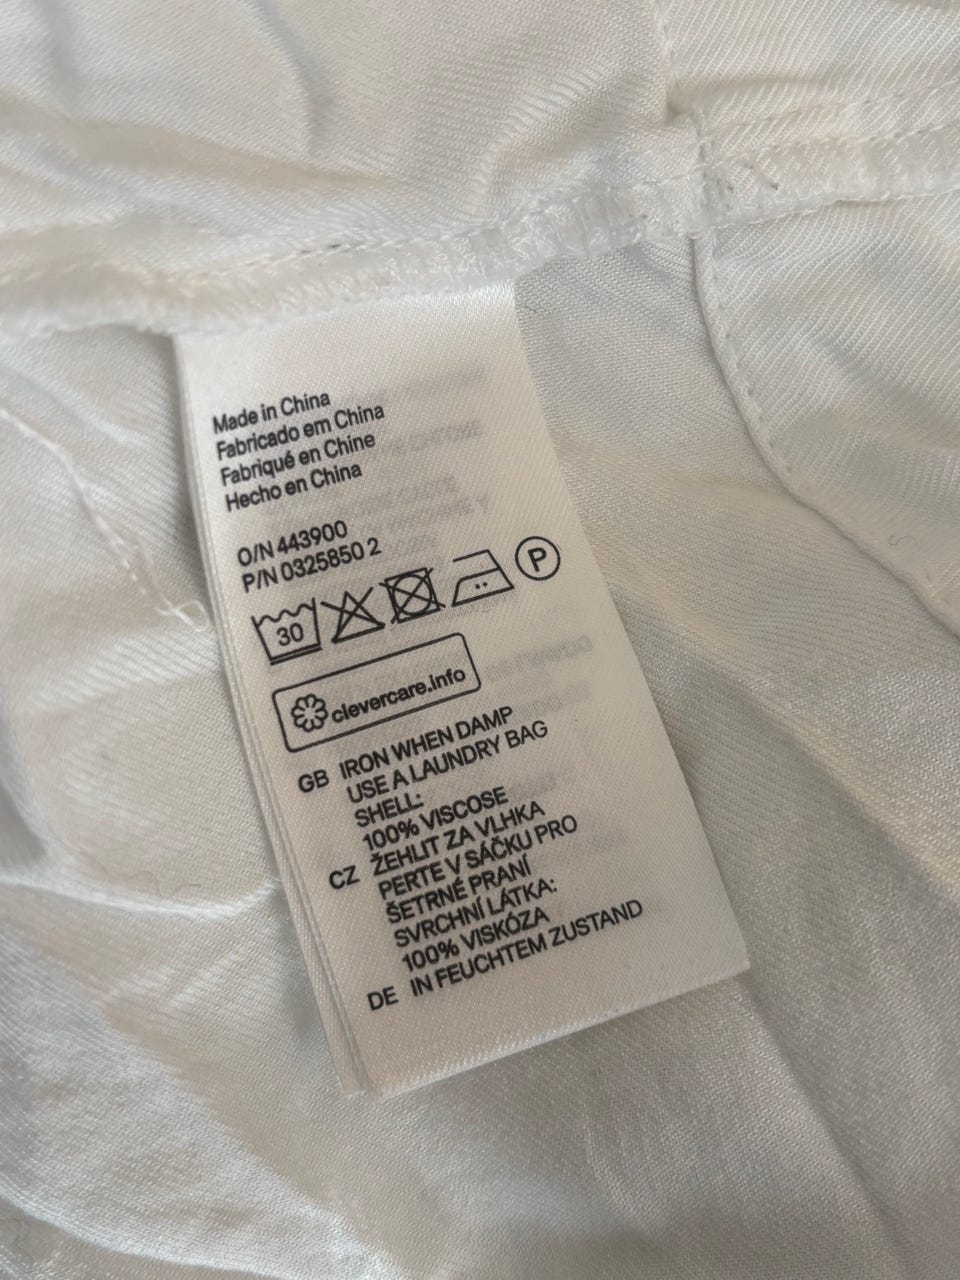 Made in China
Fabricado em China
Fabriqué en Chine
Hecho en China
O/N 443900
P/N 0325850 2
30 P
clevercare.info
GB IRON WHEN DAMP
USE A LAUNDRY BAG
SHELL:
100% VISCOSE
CZ ŽEHLIT ZA VLHKA
PERTE V SÁČKU PRO
ŠETRNÉ PRANÍ
SVRCHNÍ LÁTKA:
100% VISKÓZA
DE IN FEUCHTEM ZUSTAND